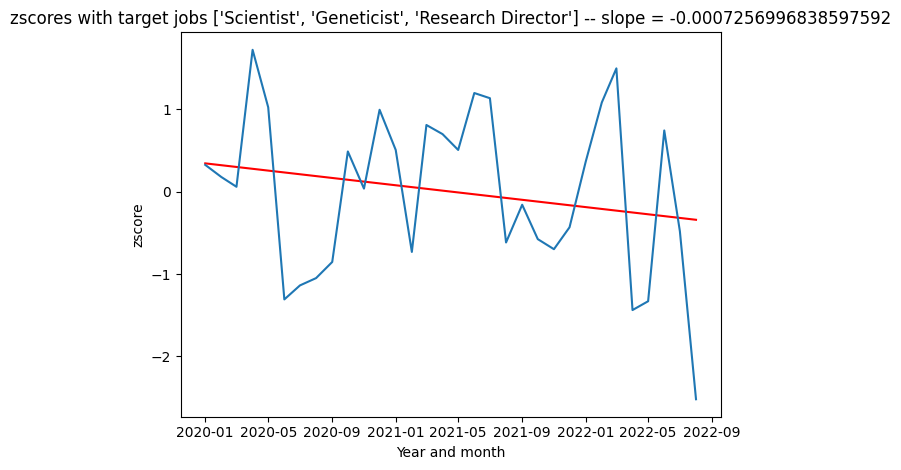 zscores with target jobs ['Scientist', 'Geneticist', 'Research Director'] -- slope = -0.0007256996838597592
1
0
−1
−2
zscore
2020-01 2020-05 2020-09 2021-01 2021-05 2021-09 2022-01 2022-05 2022-09
Year and month